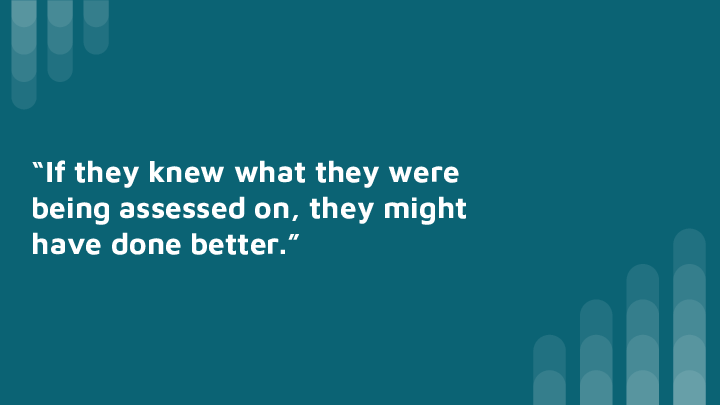 “If they knew what they were
being assessed on, they might
have done better.”